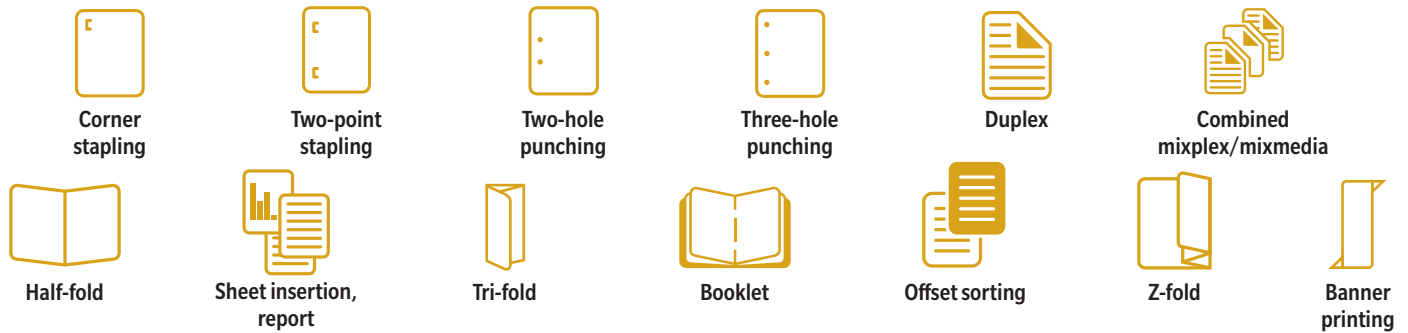 Corner
stapling
Two-point
stapling
Two-hole
punching
Three-hole
punching
Duplex
Combined
mixplex/mixmedia
Half-fold
Sheet insertion,
report
Tri-fold
Booklet
Offset sorting
Z-fold
Banner
printing